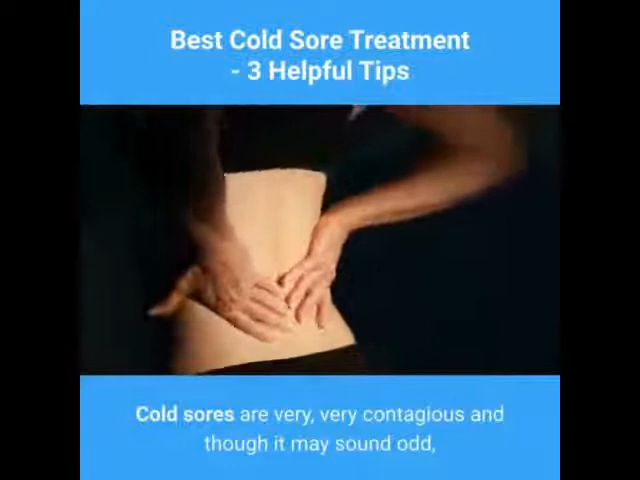 Best Cold Sore Treatment
- 3 Helpful Tips
Cold sores are very, very contagious and
though it may sound odd,